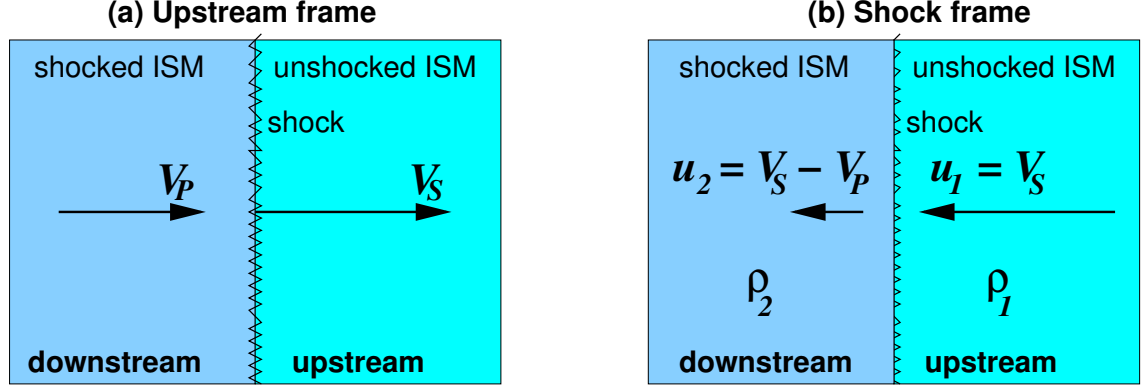 (a) Upstream frame
shocked ISM
unshocked ISM
shock
V_P
V_S
downstream
upstream
(b) Shock frame
shocked ISM
unshocked ISM
shock
u_2 = V_S − V_P
u_1 = V_S
ρ_2
ρ_1
downstream
upstream